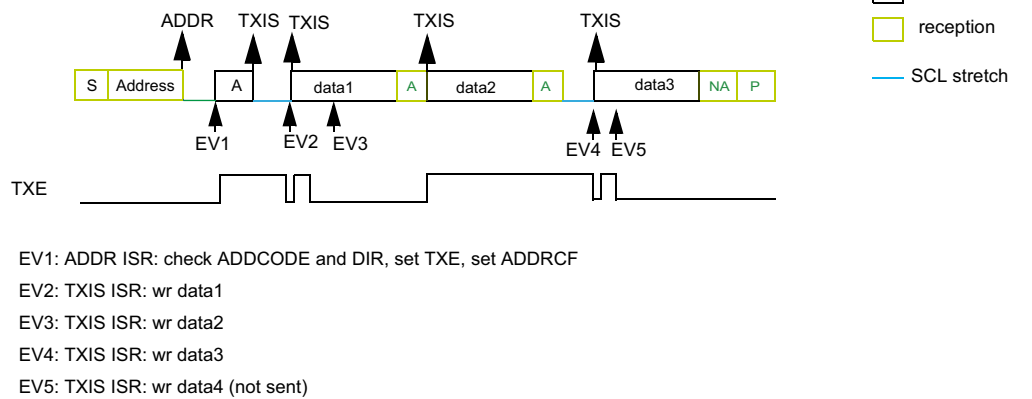 reception
SCL stretch
ADDR TXIS TXIS TXIS TXIS
S Address A data1 A data2 A data3 NA P
EV1 EV2 EV3 EV4 EV5
TXE
EV1: ADDR ISR: check ADDCODE and DIR, set TXE, set ADDRCF
EV2: TXIS ISR: wr data1
EV3: TXIS ISR: wr data2
EV4: TXIS ISR: wr data3
EV5: TXIS ISR: wr data4 (not sent)